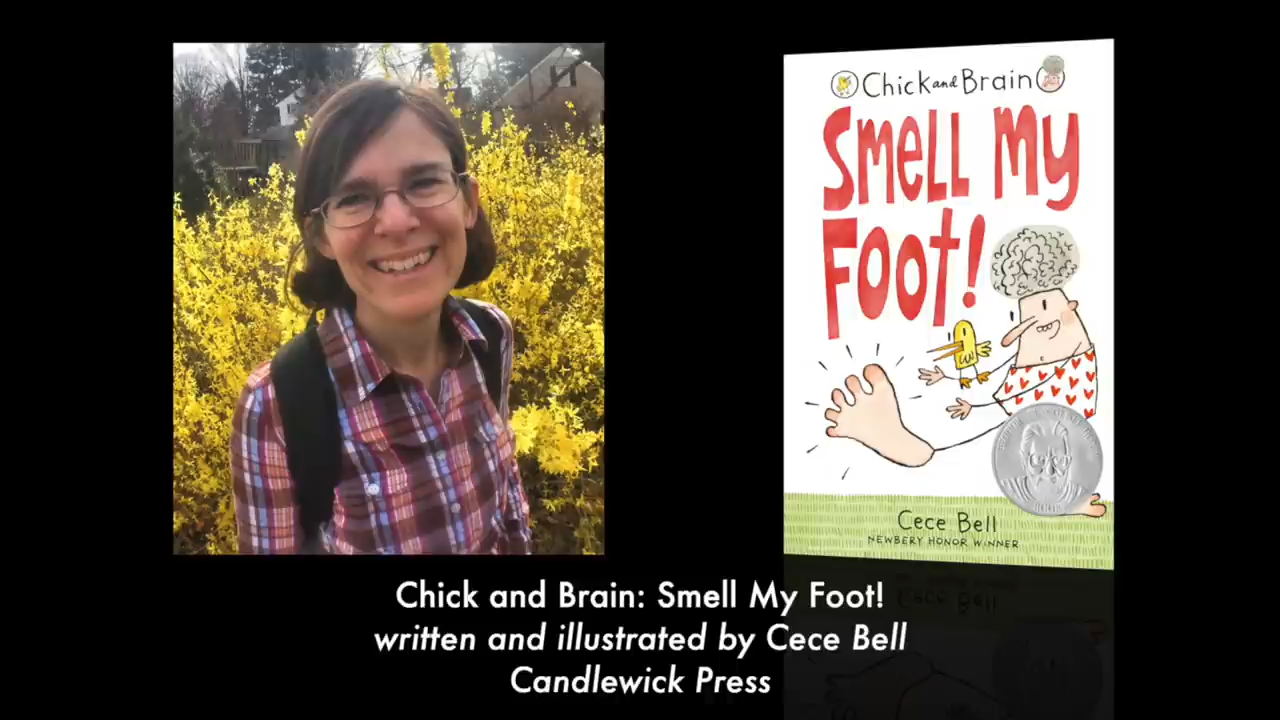 Chick and Brain
Smell My
Foot!
Cece Bell
NEWBERY HONOR WINNER
Chick and Brain: Smell My Foot!
written and illustrated by Cece Bell
Candlewick Press